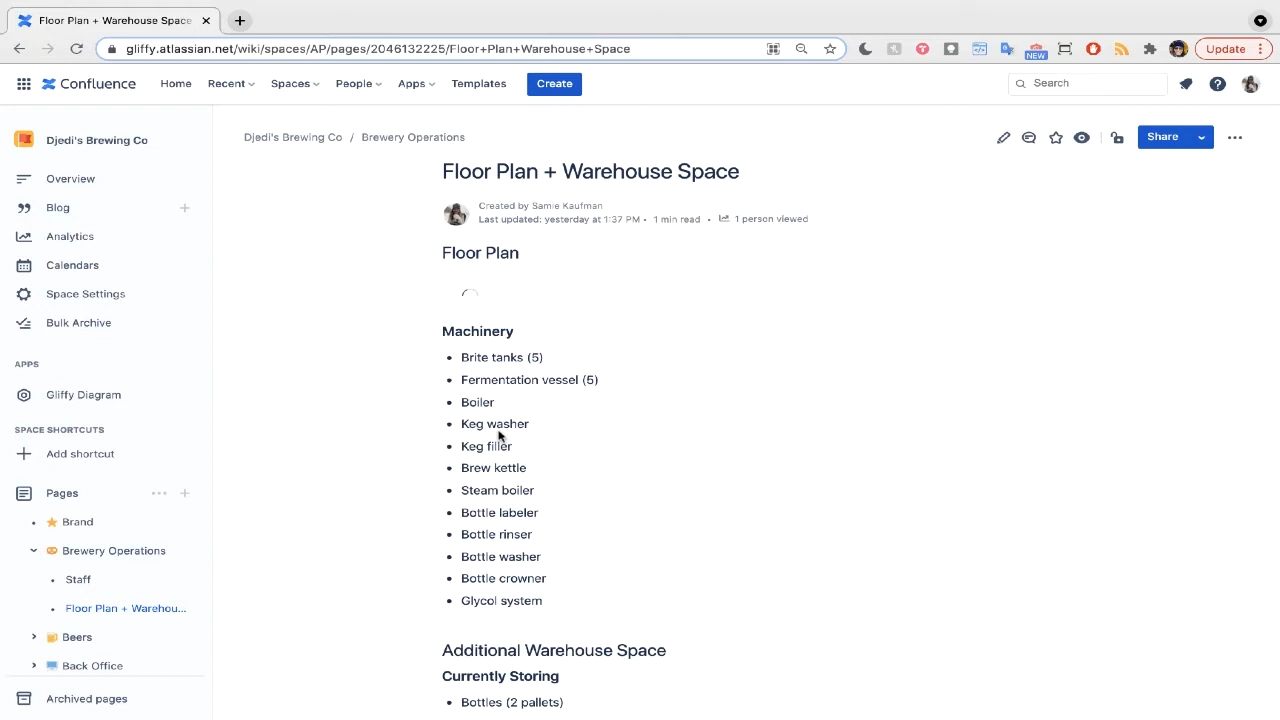 Floor Plan + Warehouse Space
gliffy.atlassian.net/wiki/spaces/AP/pages/2046132225/Floor+Plan+Warehouse+Space
NEW
Update
Confluence
Home
Recent
Spaces
People
Apps
Templates
Create
Search
Djedi's Brewing Co
Overview
Blog
Analytics
Calendars
Space Settings
Bulk Archive
APPS
Gliffy Diagram
SPACE SHORTCUTS
Add shortcut
Pages
Brand
Brewery Operations
Staff
Floor Plan + Warehou...
Beers
Back Office
Archived pages
Djedi's Brewing Co / Brewery Operations
Share
Floor Plan + Warehouse Space
Created by Samie Kaufman
Last updated: yesterday at 1:37 PM • 1 min read • 1 person viewed
Floor Plan
Machinery
• Brite tanks (5)
• Fermentation vessel (5)
• Boiler
• Keg washer
• Keg filler
• Brew kettle
• Steam boiler
• Bottle labeler
• Bottle rinser
• Bottle washer
• Bottle crowner
• Glycol system
Additional Warehouse Space
Currently Storing
• Bottles (2 pallets)